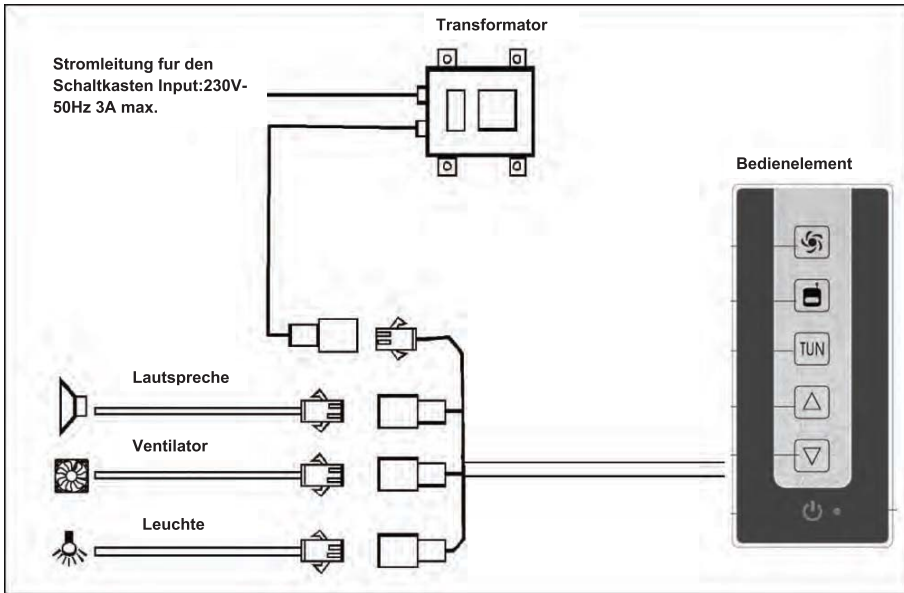 Transformator
Stromleitung fur den
Schaltkasten Input:230V-
50Hz 3A max.
Bedienelement
TUN
Lautspreche
Ventilator
Leuchte